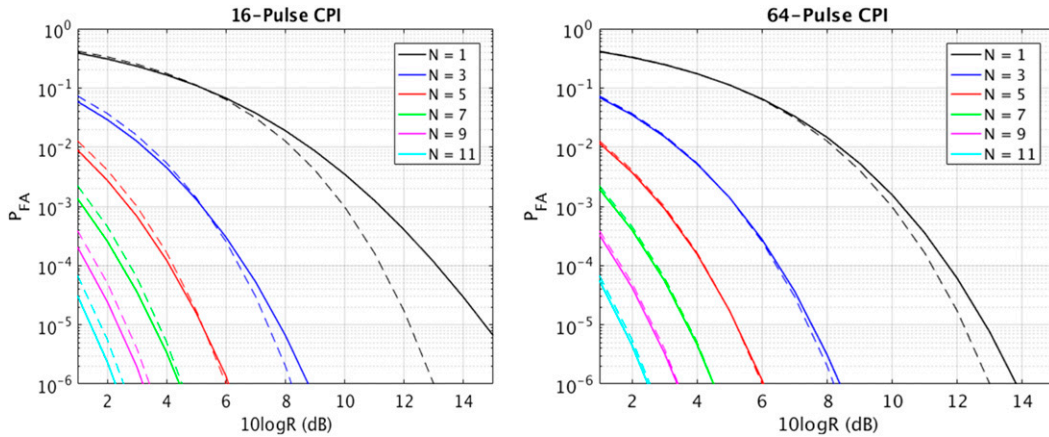 16-Pulse CPI
10^0
10^-1
10^-2
10^-3
10^-4
10^-5
10^-6
P_FA
N = 1
N = 3
N = 5
N = 7
N = 9
N = 11
2 4 6 8 10 12 14
10logR (dB)
64-Pulse CPI
10^0
10^-1
10^-2
10^-3
10^-4
10^-5
10^-6
P_FA
N = 1
N = 3
N = 5
N = 7
N = 9
N = 11
2 4 6 8 10 12 14
10logR (dB)